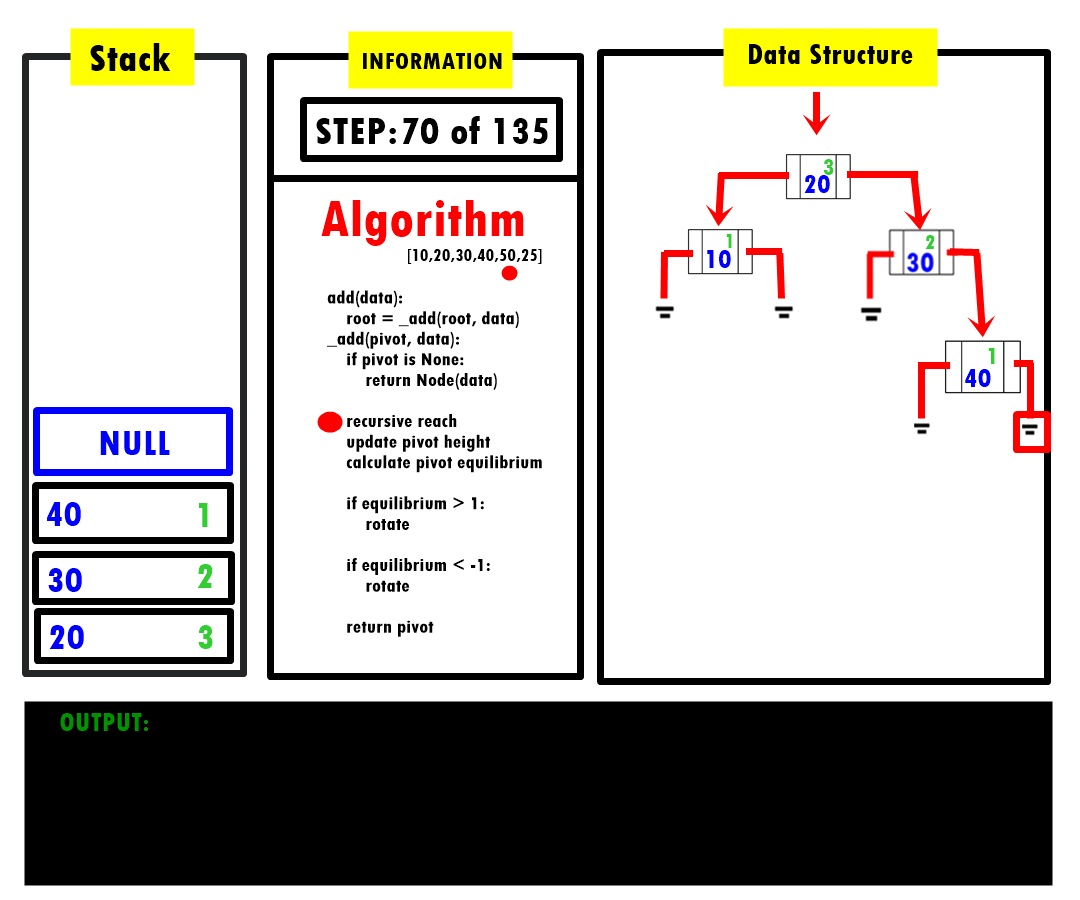 Stack
NULL
40 1
30 2
20 3
INFORMATION
STEP:70 of 135
Algorithm
[10,20,30,40,50,25]
add(data):
root = _add(root, data)
_add(pivot, data):
if pivot is None:
return Node(data)
recursive reach
update pivot height
calculate pivot equilibrium
if equilibrium > 1:
rotate
if equilibrium < -1:
rotate
return pivot
Data Structure
3
20
1
10
2
30
1
40
OUTPUT: